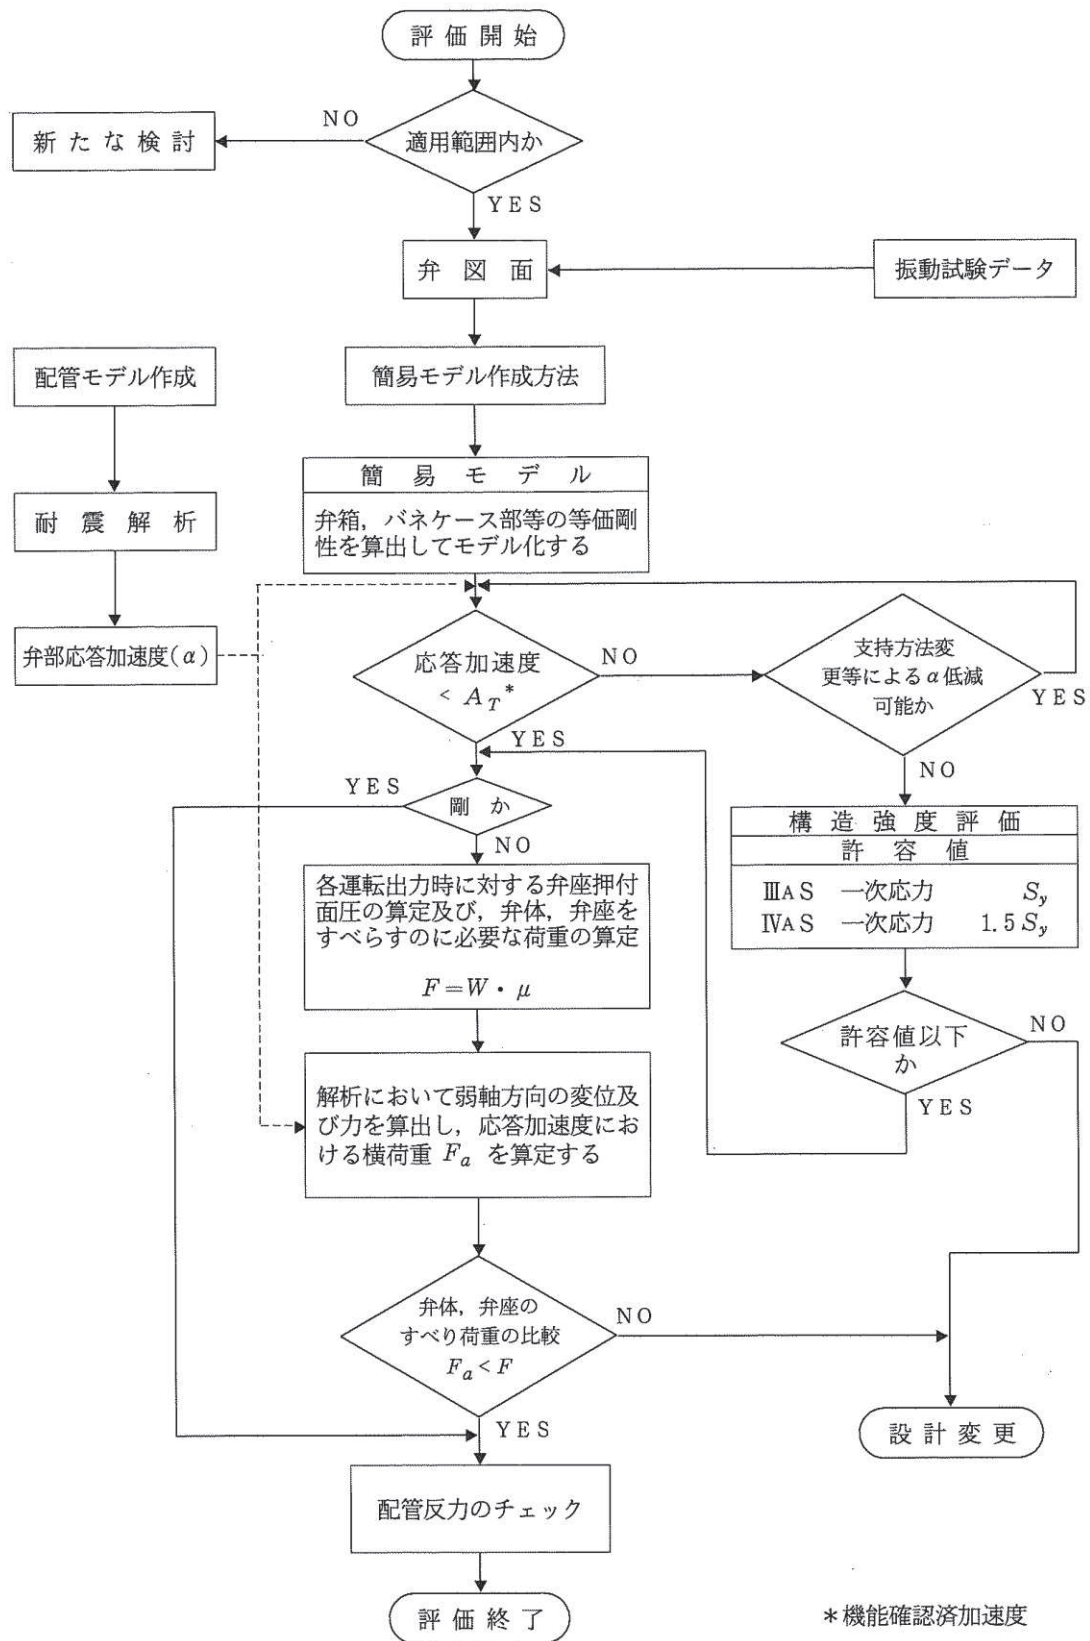 評価開始
NO
適用範囲内か
新たな検討
YES
弁図面
振動試験データ
配管モデル作成
簡易モデル作成方法
簡易モデル
弁箱，バネケース部等の等価剛
性を算出してモデル化する
耐震解析
弁部応答加速度(α)
応答加速度
< A_T*
NO
支持方法変
更等によるα低減
可能か
YES
YES
NO
YES
剛か
NO
構造強度評価
許容値
ⅢAS 一次応力 S_y
ⅣAS 一次応力 1.5 S_y
各運転出力時に対する弁座押付
面圧の算定及び，弁体，弁座を
すべらすのに必要な荷重の算定
F=W・μ
許容値以下
か
NO
YES
解析において弱軸方向の変位及
び力を算出し，応答加速度にお
ける横荷重 F_a を算定する
弁体，弁座の
すべり荷重の比較
F_a<F
NO
YES
設計変更
配管反力のチェック
評価終了
*機能確認済加速度